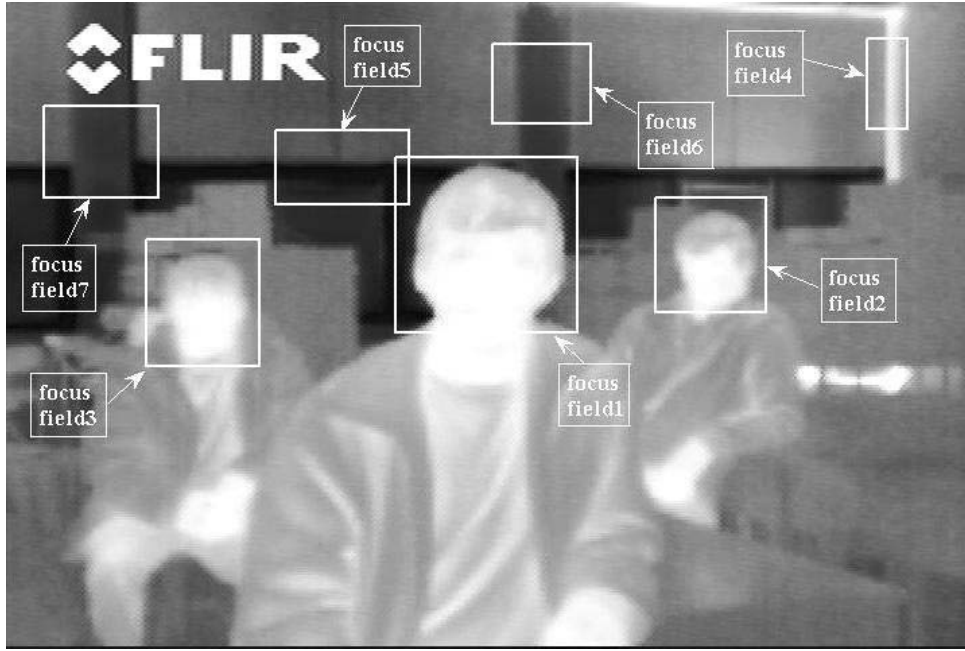 FLIR
focus
field5
focus
field4
focus
field6
focus
field7
focus
field2
focus
field3
focus
field1